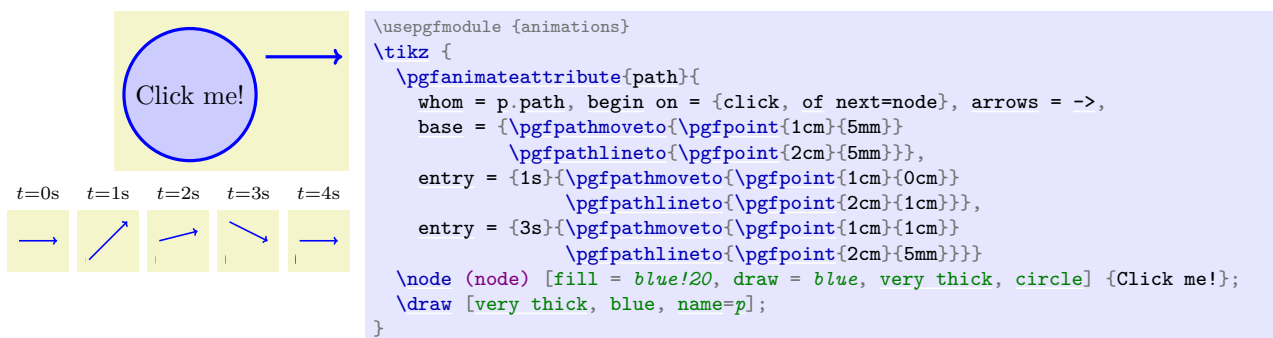 Click me!
t=0s t=1s t=2s t=3s t=4s
\usepgfmodule {animations}
\tikz {
  \pgfanimateattribute{path}{
    whom = p.path, begin on = {click, of next=node}, arrows = ->,
    base = {\pgfpathmoveto{\pgfpoint{1cm}{5mm}}
            \pgfpathlineto{\pgfpoint{2cm}{5mm}}},
    entry = {1s}{\pgfpathmoveto{\pgfpoint{1cm}{0cm}}
                 \pgfpathlineto{\pgfpoint{2cm}{1cm}}},
    entry = {3s}{\pgfpathmoveto{\pgfpoint{1cm}{1cm}}
                 \pgfpathlineto{\pgfpoint{2cm}{5mm}}}}
  \node (node) [fill = blue!20, draw = blue, very thick, circle] {Click me!};
  \draw [very thick, blue, name=p];
}